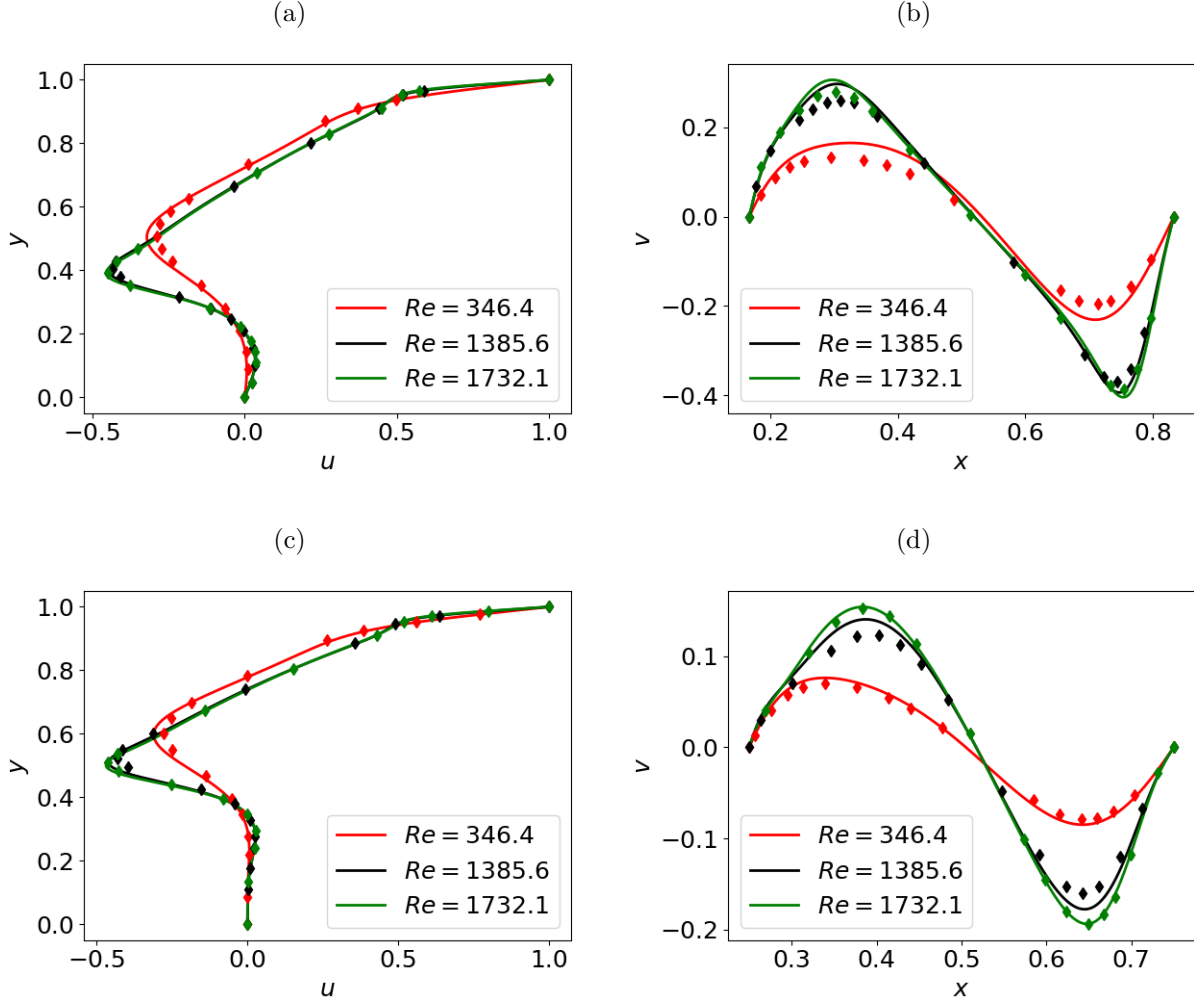 (a)
(b)
y
1.0
0.8
0.6
0.4
0.2
0.0
−0.5
0.0
0.5
1.0
u
Re = 346.4
Re = 1385.6
Re = 1732.1
v
0.2
0.0
−0.2
−0.4
0.2
0.4
0.6
0.8
x
Re = 346.4
Re = 1385.6
Re = 1732.1
(c)
(d)
y
1.0
0.8
0.6
0.4
0.2
0.0
−0.5
0.0
0.5
1.0
u
Re = 346.4
Re = 1385.6
Re = 1732.1
v
0.1
0.0
−0.1
−0.2
0.3
0.4
0.5
0.6
0.7
x
Re = 346.4
Re = 1385.6
Re = 1732.1